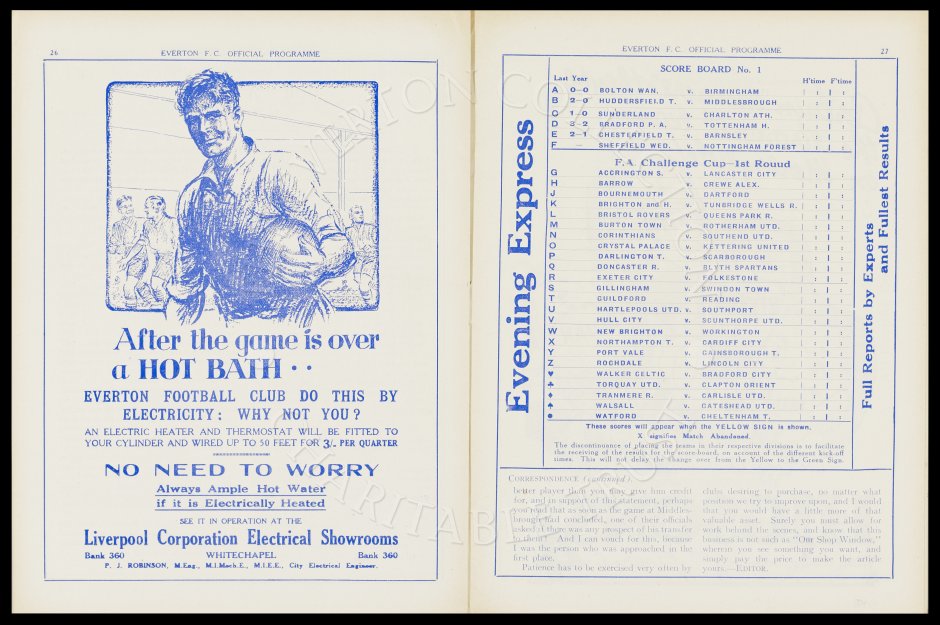 26
EVERTON F.C. OFFICIAL PROGRAMME
After the game is over
a HOT BATH · ·
EVERTON FOOTBALL CLUB DO THIS BY
ELECTRICITY: WHY NOT YOU?
AN ELECTRIC HEATER AND THERMOSTAT WILL BE FITTED TO
YOUR CYLINDER AND WIRED UP TO 50 FEET FOR 3/- PER QUARTER
NO NEED TO WORRY
Always Ample Hot Water
if it is Electrically Heated
SEE IT IN OPERATION AT THE
Liverpool Corporation Electrical Showrooms
Bank 360 WHITECHAPEL Bank 360
P. J. ROBINSON, M.Eng., M.I.Mech.E., M.I.E.E., City Electrical Engineer.
EVERTON F.C. OFFICIAL PROGRAMME
27
Evening Express
SCORE BOARD No. 1
Last Year H'time F'time
A 0-0 BOLTON WAN. v. BIRMINGHAM : :
B 2-0 HUDDERSFIELD T. v. MIDDLESBROUGH : :
C 1-0 SUNDERLAND v. CHARLTON ATH. : :
D 3-2 BRADFORD P. A. v. TOTTENHAM H. : :
E 2-1 CHESTERFIELD T. v. BARNSLEY : :
F SHEFFIELD WED. v. NOTTINGHAM FOREST : :
F.A. Challenge Cup—1st Rouud
G ACCRINGTON S. v. LANCASTER CITY : :
H BARROW v. CREWE ALEX. : :
J BOURNEMOUTH v. DARTFORD : :
K BRIGHTON and H. v. TUNBRIDGE WELLS R. : :
L BRISTOL ROVERS v. QUEENS PARK R. : :
M BURTON TOWN v. ROTHERHAM UTD. : :
N CORINTHIANS v. SOUTHEND UTD. : :
O CRYSTAL PALACE v. KETTERING UNITED : :
P DARLINGTON T. v. SCARBOROUGH : :
Q DONCASTER R. v. BLYTH SPARTANS : :
R EXETER CITY v. FOLKESTONE : :
S GILLINGHAM v. SWINDON TOWN : :
T GUILDFORD v. READING : :
U HARTLEPOOLS UTD. v. SOUTHPORT : :
V HULL CITY v. SCUNTHORPE UTD. : :
W NEW BRIGHTON v. WORKINGTON : :
X NORTHAMPTON T. v. CARDIFF CITY : :
Y PORT VALE v. GAINSBOROUGH T. : :
Z ROCHDALE v. LINCOLN CITY : :
♥ WALKER CELTIC v. BRADFORD CITY : :
♣ TORQUAY UTD. v. CLAPTON ORIENT : :
♦ TRANMERE R. v. CARLISLE UTD. : :
♠ WALSALL v. GATESHEAD UTD. : :
● WATFORD v. CHELTENHAM T. : :
These scores will appear when the YELLOW SIGN is shown.
X signifies Match Abandoned.
The discontinuance of placing the teams in their respective divisions is to facilitate
the receiving of the results for the score-board, on account of the different kick-off
times. This will not delay the change over from the Yellow to the Green Sign.
Full Reports by Experts
and Fullest Results
CORRESPONDENCE (continued)
better player than you may give him credit
for, and in support of this statement, perhaps
you read that as soon as the game at Middles-
brough had concluded, one of their officials
asked if there was any prospect of his transfer
to them? And I can vouch for this, because
I was the person who was approached in the
first place.
Patience has to be exercised very often by
clubs desirug to purchase, no matter what
position we try to improve upon, and I would
that you would have a little more of that
valuable asset. Surely you must allow for
work behind the scenes, and know that this
business is not such as "Our Shop Window,"
wherein you see something you want, and
simply pay the price to make the article
yours.—EDITOR.